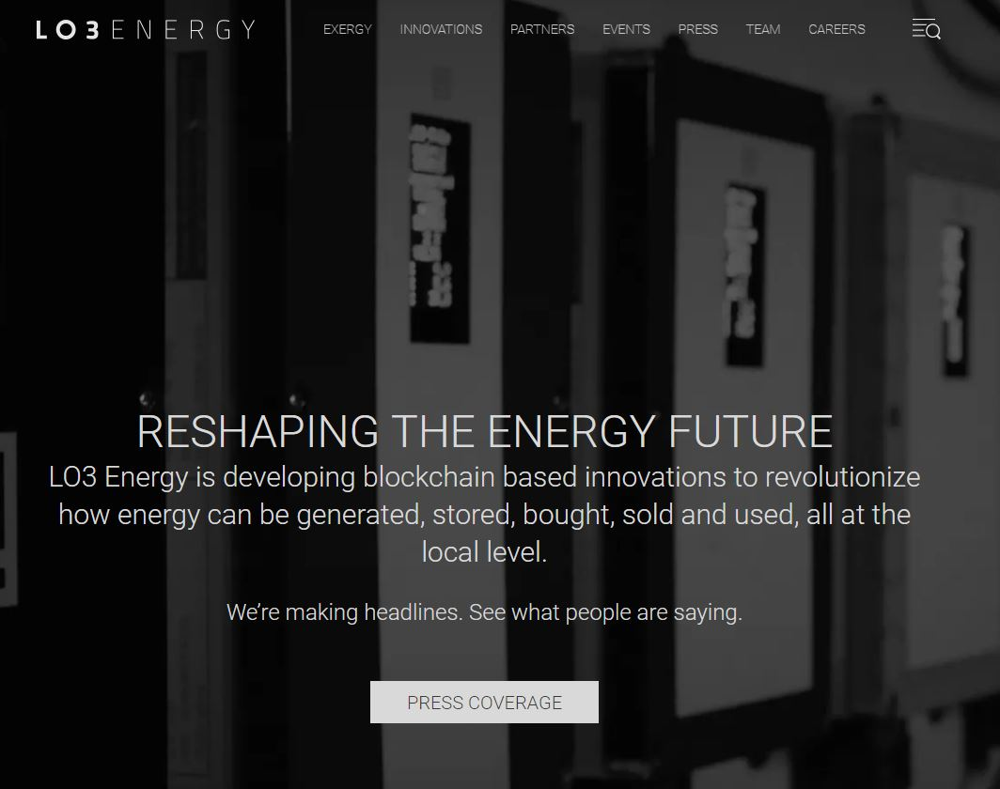 LO3 ENERGY
EXERGY INNOVATIONS PARTNERS EVENTS PRESS TEAM CAREERS
RESHAPING THE ENERGY FUTURE
LO3 Energy is developing blockchain based innovations to revolutionize
how energy can be generated, stored, bought, sold and used, all at the
local level.
We’re making headlines. See what people are saying.
PRESS COVERAGE